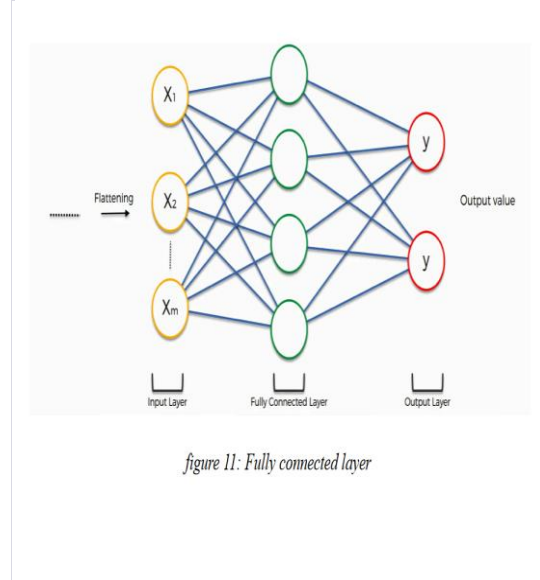 X1
X2
Xm
Flattening
y
y
Output value
Input Layer
Fully Connected Layer
Output Layer
figure 11: Fully connected layer